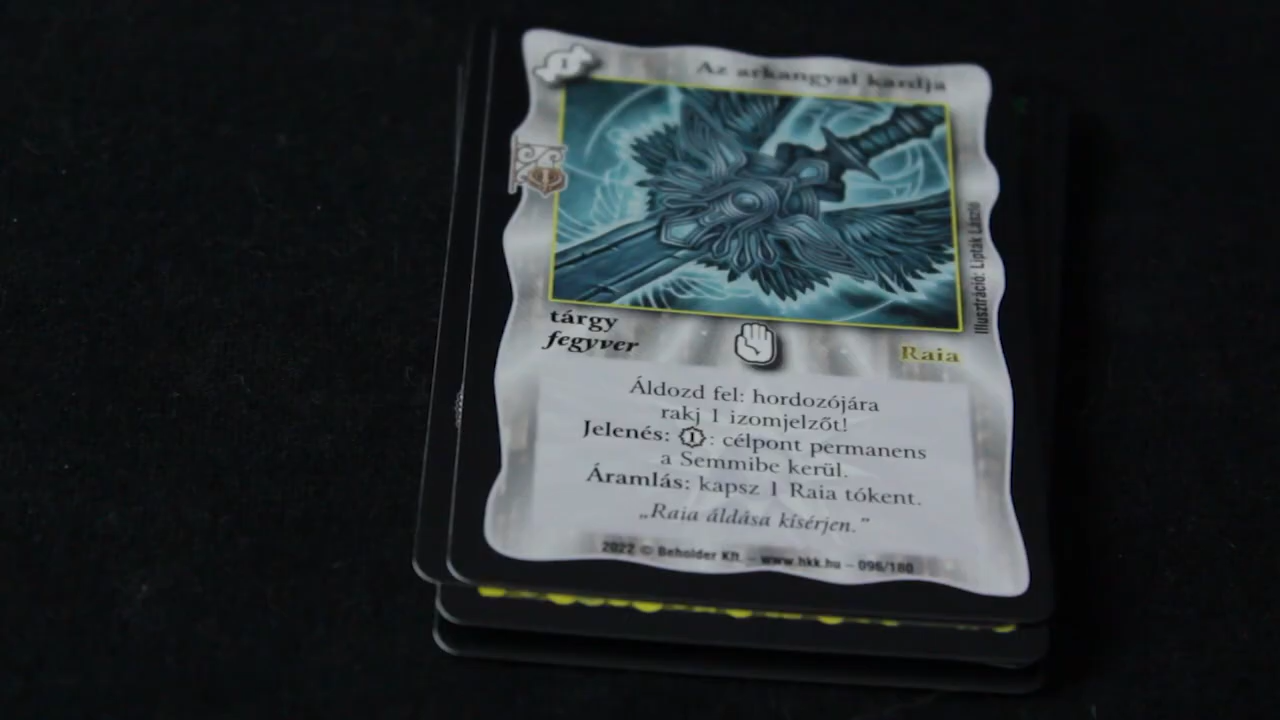 1
Az arkangyal kardja
Illusztráció: Lipták László
tárgy
fegyver
Raia
Áldozd fel: hordozójára
rakj 1 izomjelzőt!
Jelenés: 1: célpont permanens
a Semmibe kerül.
Áramlás: kapsz 1 Raia tókent.
„Raia áldása kísérjen.”
2022 © Beholder Kft. – www.hkk.hu – 096/180